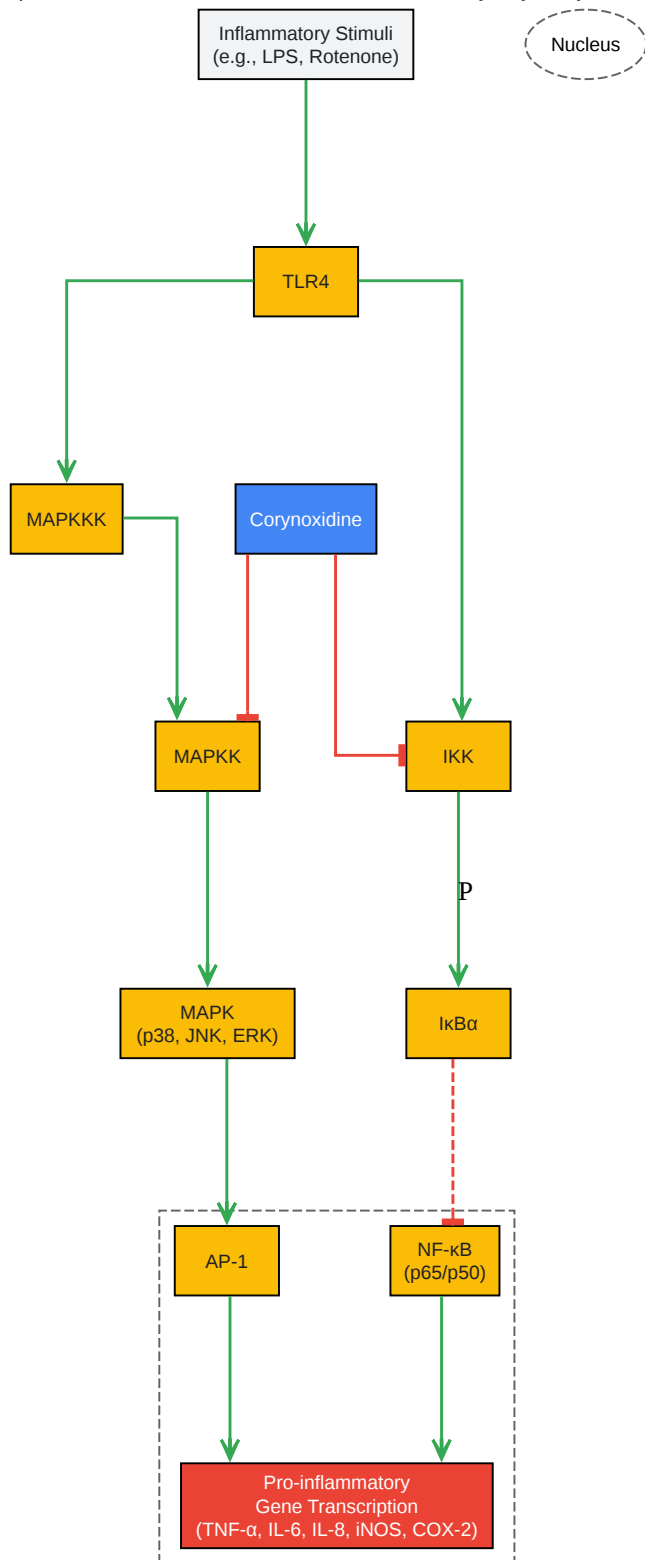 Inflammatory Stimuli
(e.g., LPS, Rotenone)
Nucleus
TLR4
MAPKKK
Corynoxidine
MAPKK
IKK
P
MAPK
(p38, JNK, ERK)
IκBα
AP-1
NF-κB
(p65/p50)
Pro-inflammatory
Gene Transcription
(TNF-α, IL-6, IL-8, iNOS, COX-2)